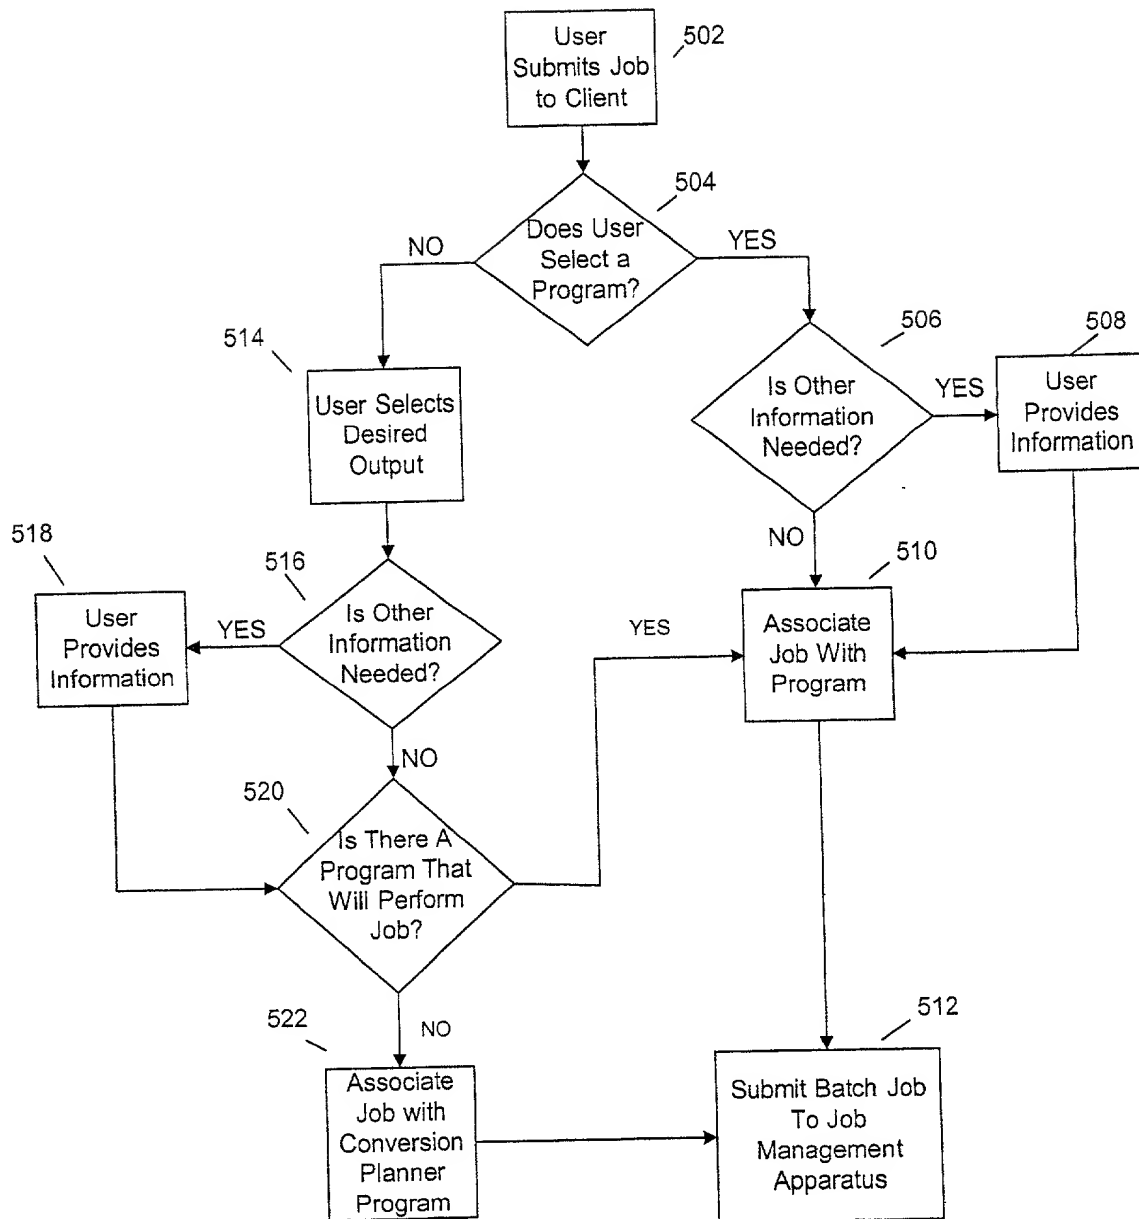 User
Submits Job
to Client
502
504
Does User
Select a
Program?
NO
YES
514
User Selects
Desired
Output
506
Is Other
Information
Needed?
YES
508
User
Provides
Information
NO
510
Associate
Job With
Program
518
User
Provides
Information
516
YES
Is Other
Information
Needed?
YES
NO
520
Is There A
Program That
Will Perform
Job?
522
NO
Associate
Job with
Conversion
Planner
Program
512
Submit Batch Job
To Job
Management
Apparatus